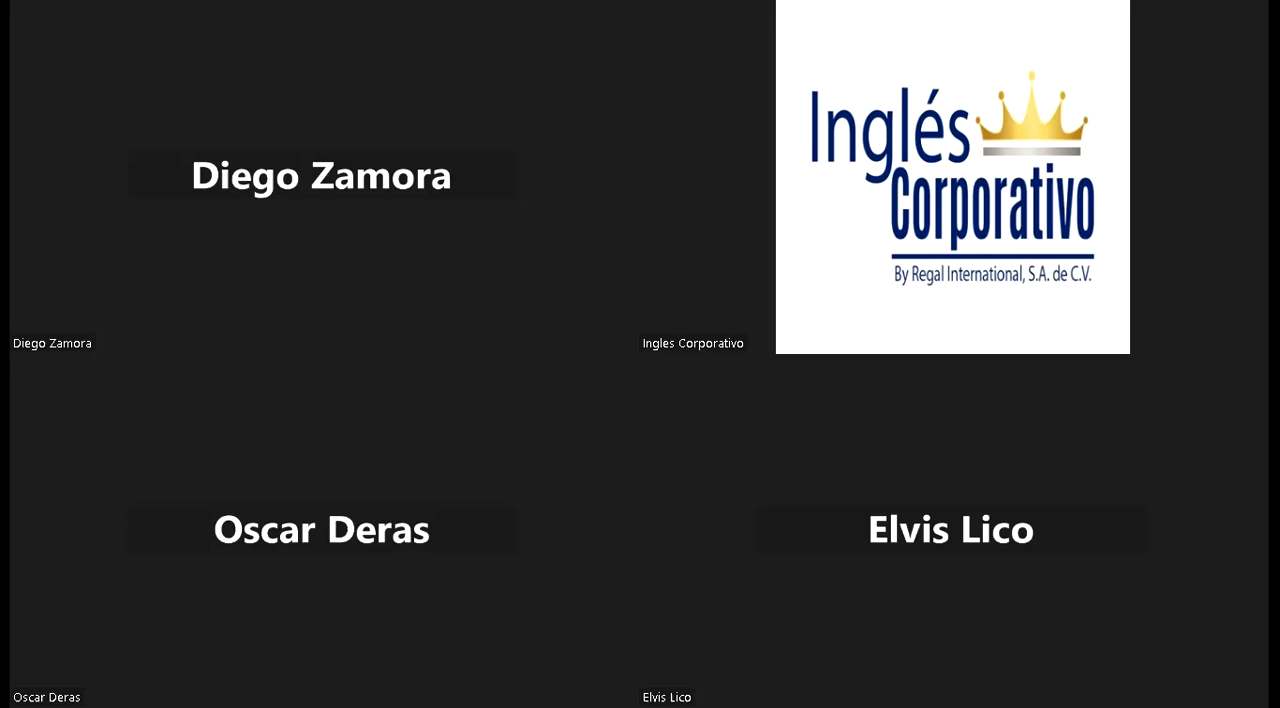 Diego Zamora
Diego Zamora
Inglés
Corporativo
By Regal International, S.A. de C.V.
Ingles Corporativo
Oscar Deras
Oscar Deras
Elvis Lico
Elvis Lico